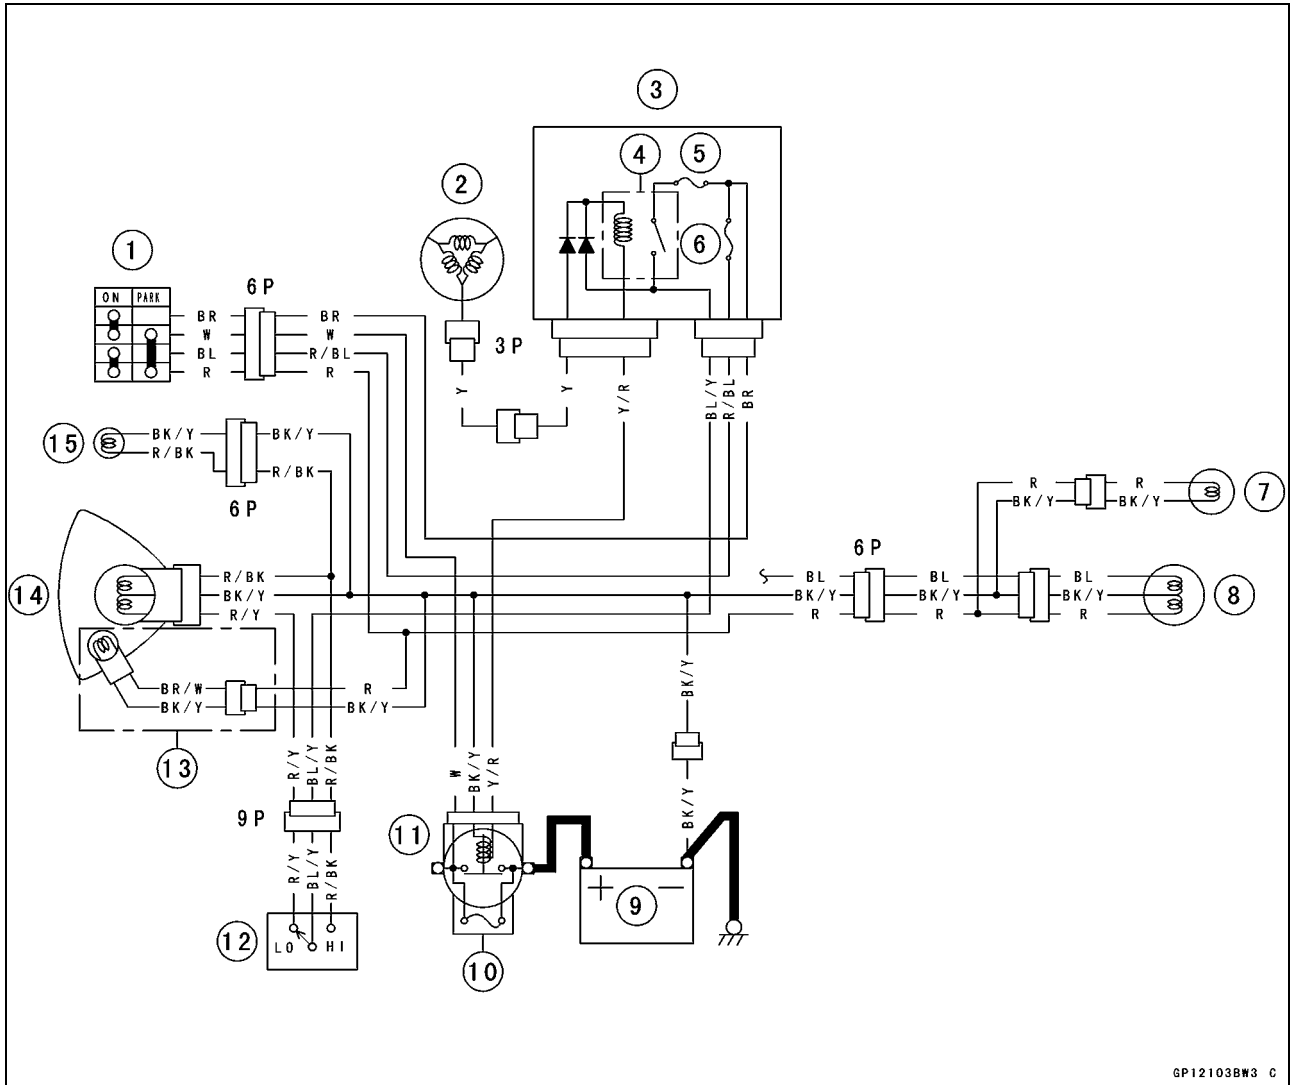 3
4
5
2
6
1
6P
ON PARK
BR BR
W W
BL R/BL
R R
3P
Y Y Y/R BL/Y R/BL BR
15
BK/Y BK/Y
R/BK R/BK
6P
R R 7
BK/Y BK/Y
6P
14
R/BK
BK/Y
R/Y
BL BL BL
BK/Y BK/Y BK/Y
R R R
8
BR/W R
BK/Y BK/Y
BK/Y
13
R/Y BL/Y R/BK
W BK/Y Y/R
BK/Y
9P
11
R/Y BL/Y R/BK
+ −
9
12
LO HI
10
GP12103BW3 C